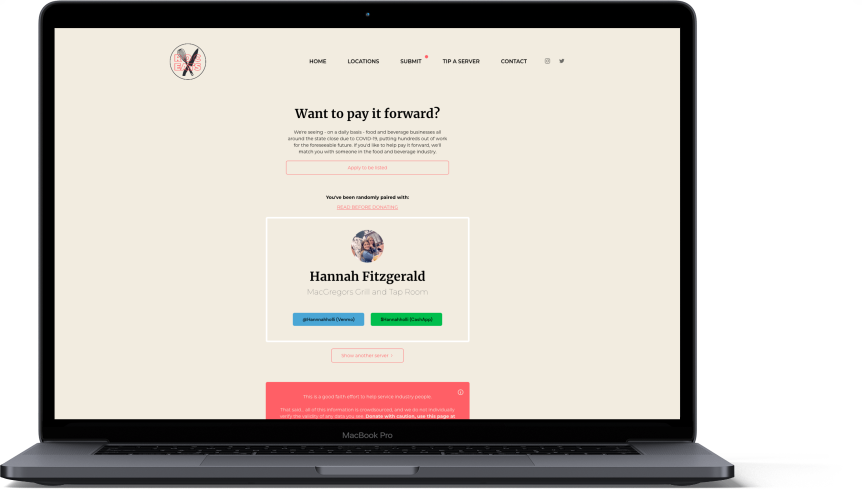 HOME LOCATIONS SUBMIT TIP A SERVER CONTACT
Want to pay it forward?
We're seeing - on a daily basis - food and beverage businesses all
around the state close due to COVID-19, putting hundreds out of work
for the foreseeable future. If you'd like to help pay it forward, we'll
match you with someone in the food and beverage industry.
Apply to be listed
You've been randomly paired with:
READ BEFORE DONATING
Hannah Fitzgerald
MacGregors Grill and Tap Room
@Hannahholli (Venmo) $Hannahholli (CashApp)
Show another server
This is a good faith effort to help service industry people.
That said... all of this information is crowdsourced, and we do not individually
verify the validity of any data you see. Donate with caution, use this page at
MacBook Pro